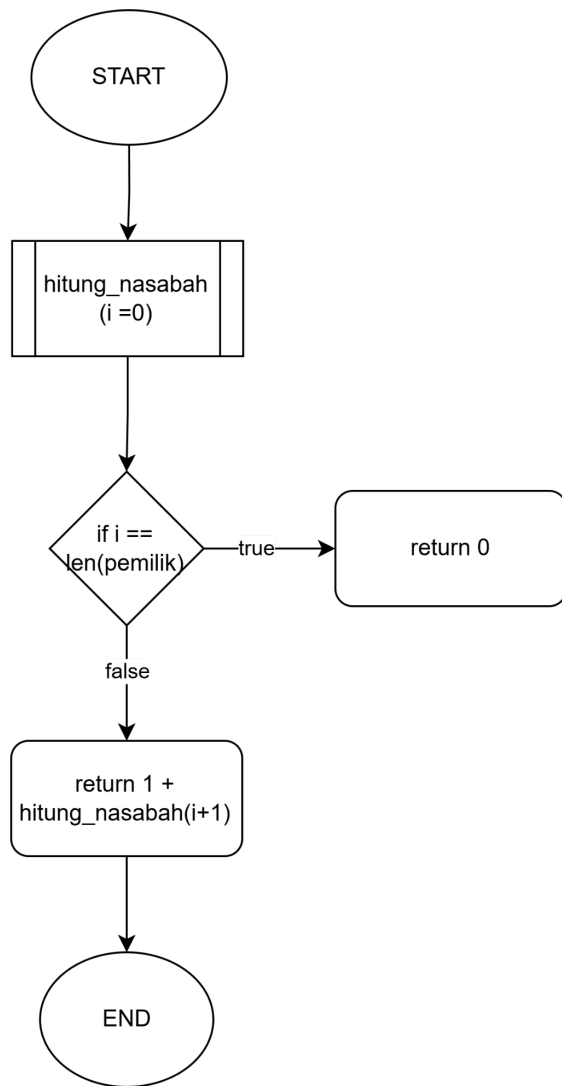 START
hitung_nasabah
(i =0)
if i ==
len(pemilik)
true
return 0
false
return 1 +
hitung_nasabah(i+1)
END